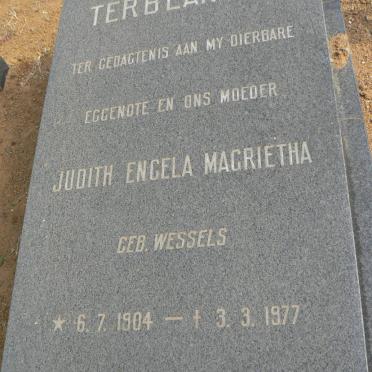 TER GEDAGTENIS AAN MY DIERBARE
EGGENOTE EN ONS MOEDER
JUDITH ENGELA MAGRIETHA
GEB. WESSELS
★ 6. 7. 1904 — † 3. 3. 1977